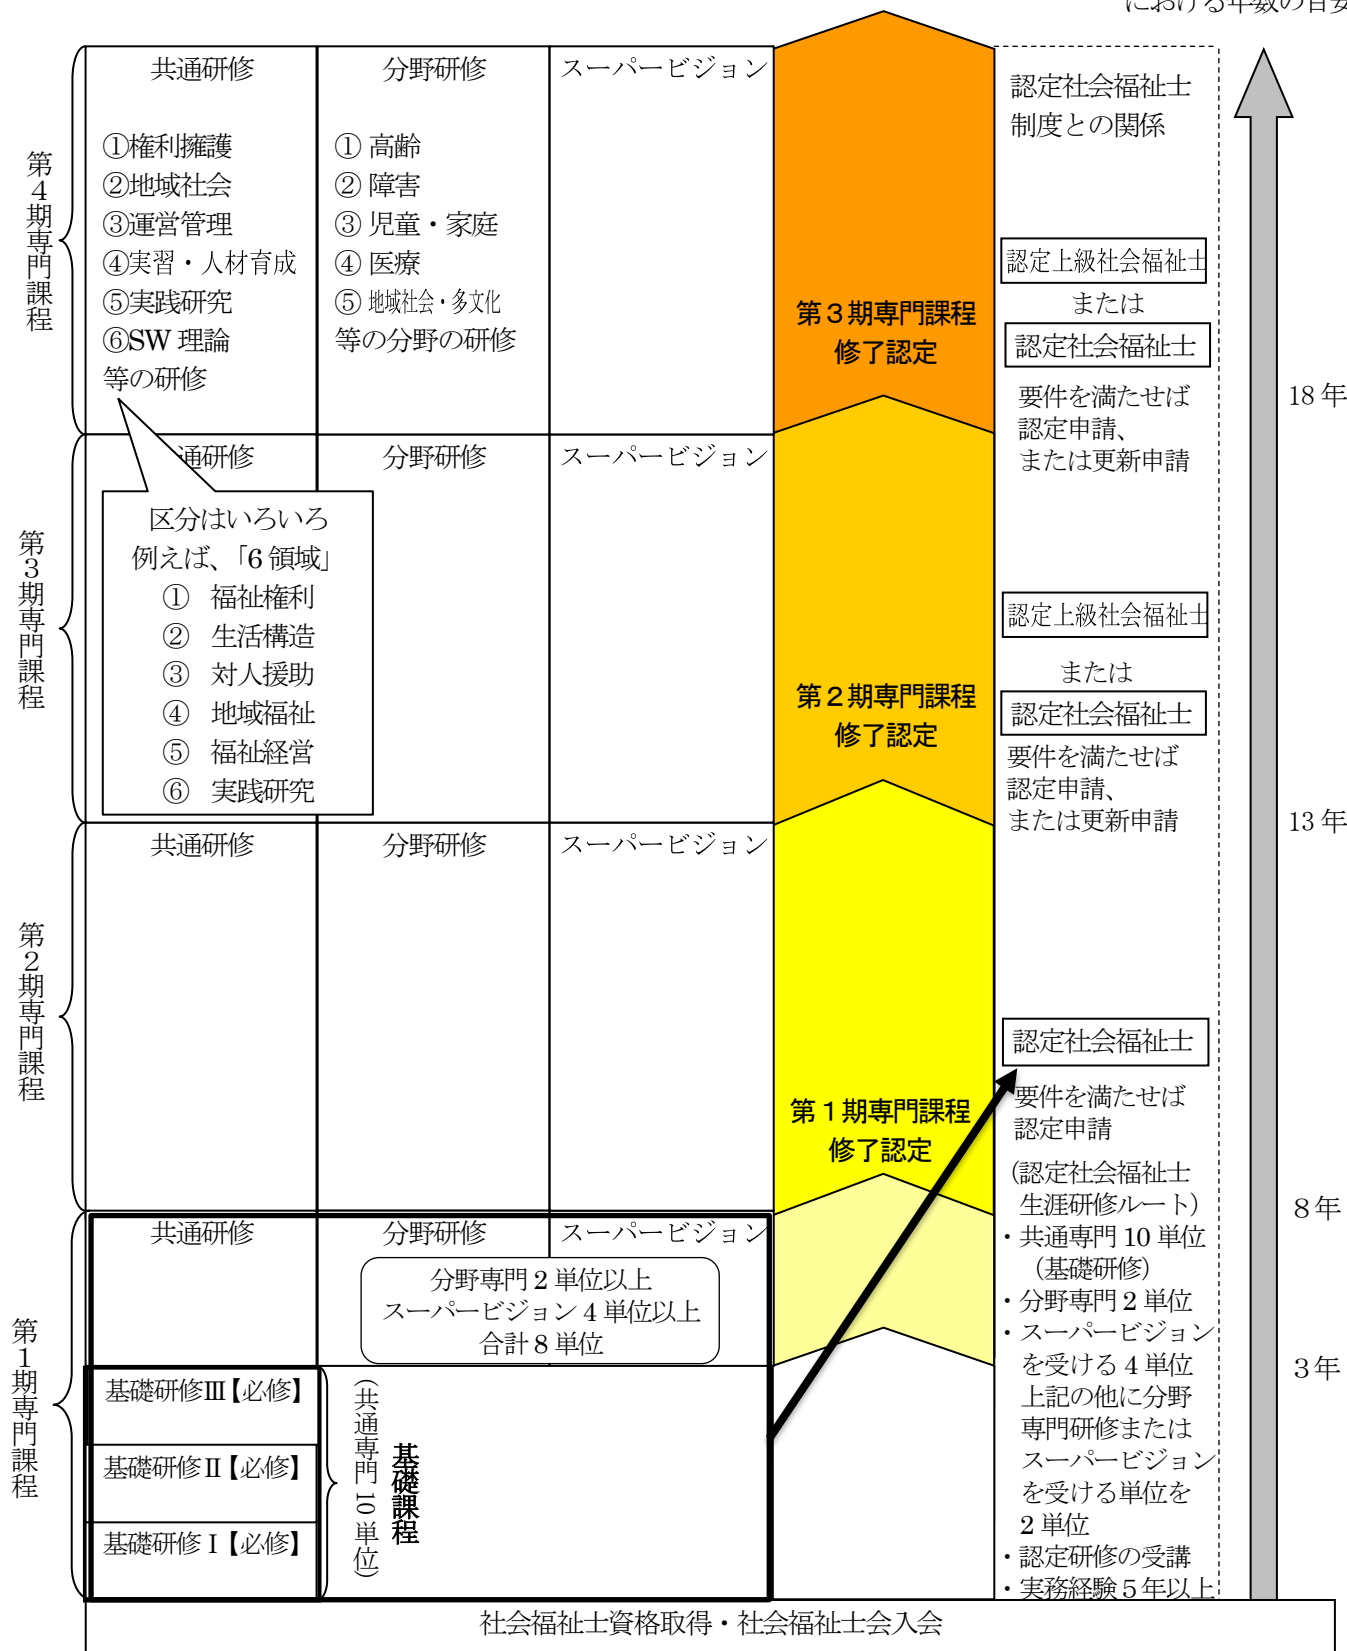 における年数の目安
第4期専門課程
共通研修
①権利擁護
②地域社会
③運営管理
④実習・人材育成
⑤実践研究
⑥SW 理論
等の研修
分野研修
① 高齢
② 障害
③ 児童・家庭
④ 医療
⑤ 地域社会・多文化
等の分野の研修
スーパービジョン
第３期専門課程
修了認定
認定社会福祉士
制度との関係
認定上級社会福祉士
または
認定社会福祉士
要件を満たせば
認定申請、
または更新申請
18 年
第3期専門課程
通研修
分野研修
スーパービジョン
区分はいろいろ
例えば、「6 領域」
① 福祉権利
② 生活構造
③ 対人援助
④ 地域福祉
⑤ 福祉経営
⑥ 実践研究
第２期専門課程
修了認定
認定上級社会福祉士
または
認定社会福祉士
要件を満たせば
認定申請、
または更新申請
13 年
第2期専門課程
共通研修
分野研修
スーパービジョン
第１期専門課程
修了認定
認定社会福祉士
要件を満たせば
認定申請
（認定社会福祉士
生涯研修ルート）
・共通専門 10 単位
（基礎研修）
・分野専門 2 単位
・スーパービジョン
を受ける 4 単位
上記の他に分野
専門研修または
スーパービジョン
を受ける単位を
2 単位
・認定研修の受講
・実務経験５年以上
8 年
3 年
第1期専門課程
共通研修
分野研修
スーパービジョン
分野専門 2 単位以上
スーパービジョン 4 単位以上
合計 8 単位
基礎研修Ⅲ【必修】
基礎研修Ⅱ【必修】
基礎研修Ⅰ【必修】
基礎課程
（共通専門 10 単位）
社会福祉士資格取得・社会福祉士会入会